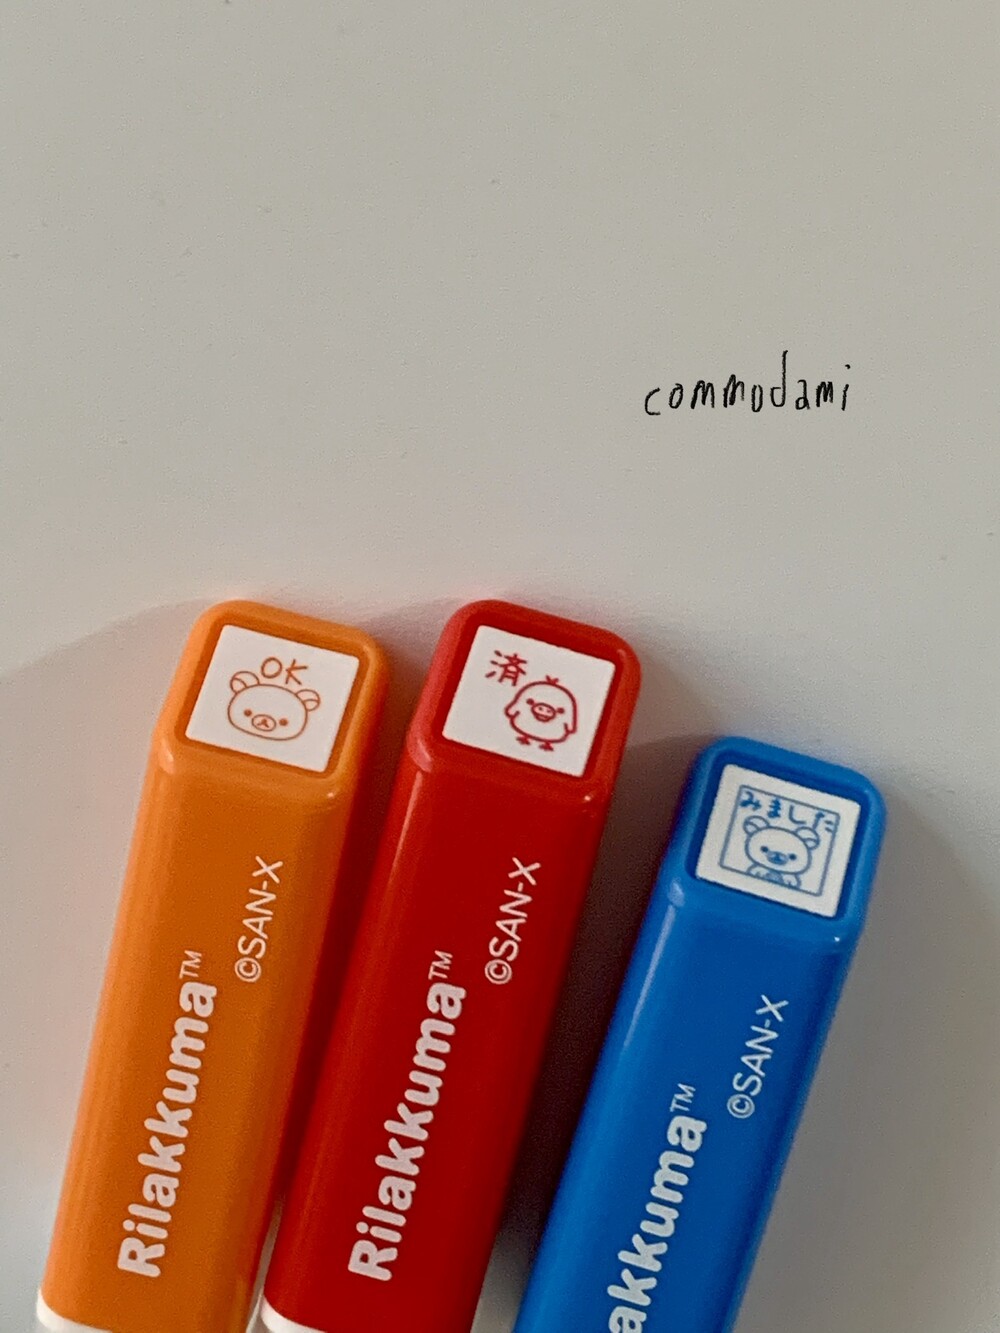 commodami
OK
済
みました
©SAN-X
Rilakkuma™
©SAN-X
Rilakkuma™
©SAN-X
akkuma™